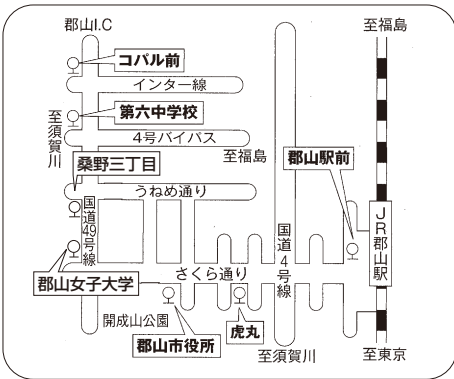 郡山I.C
至福島
コパル前
インター線
第六中学校
至須賀川
4号バイパス
至福島
郡山駅前
桑野三丁目
うねめ通り
国道49号線
国道4号線
JR郡山駅
さくら通り
郡山女子大学
開成山公園
虎丸
郡山市役所
至須賀川
至東京